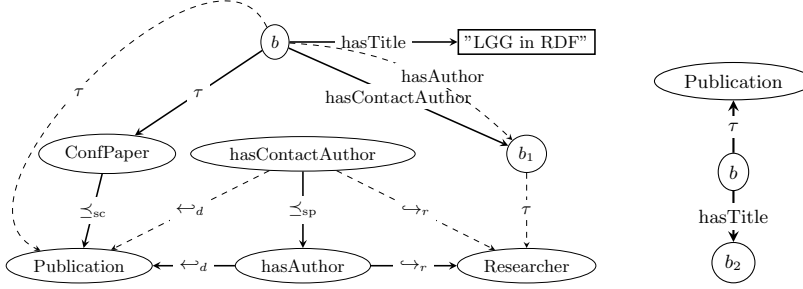 b hasTitle "LGG in RDF"
hasAuthor
hasContactAuthor
τ τ
Publication
τ
ConfPaper hasContactAuthor b₁
b
⪯sc ↩d ⪯sp ↪r τ
hasTitle
Publication ↩d hasAuthor ↪r Researcher
b₂